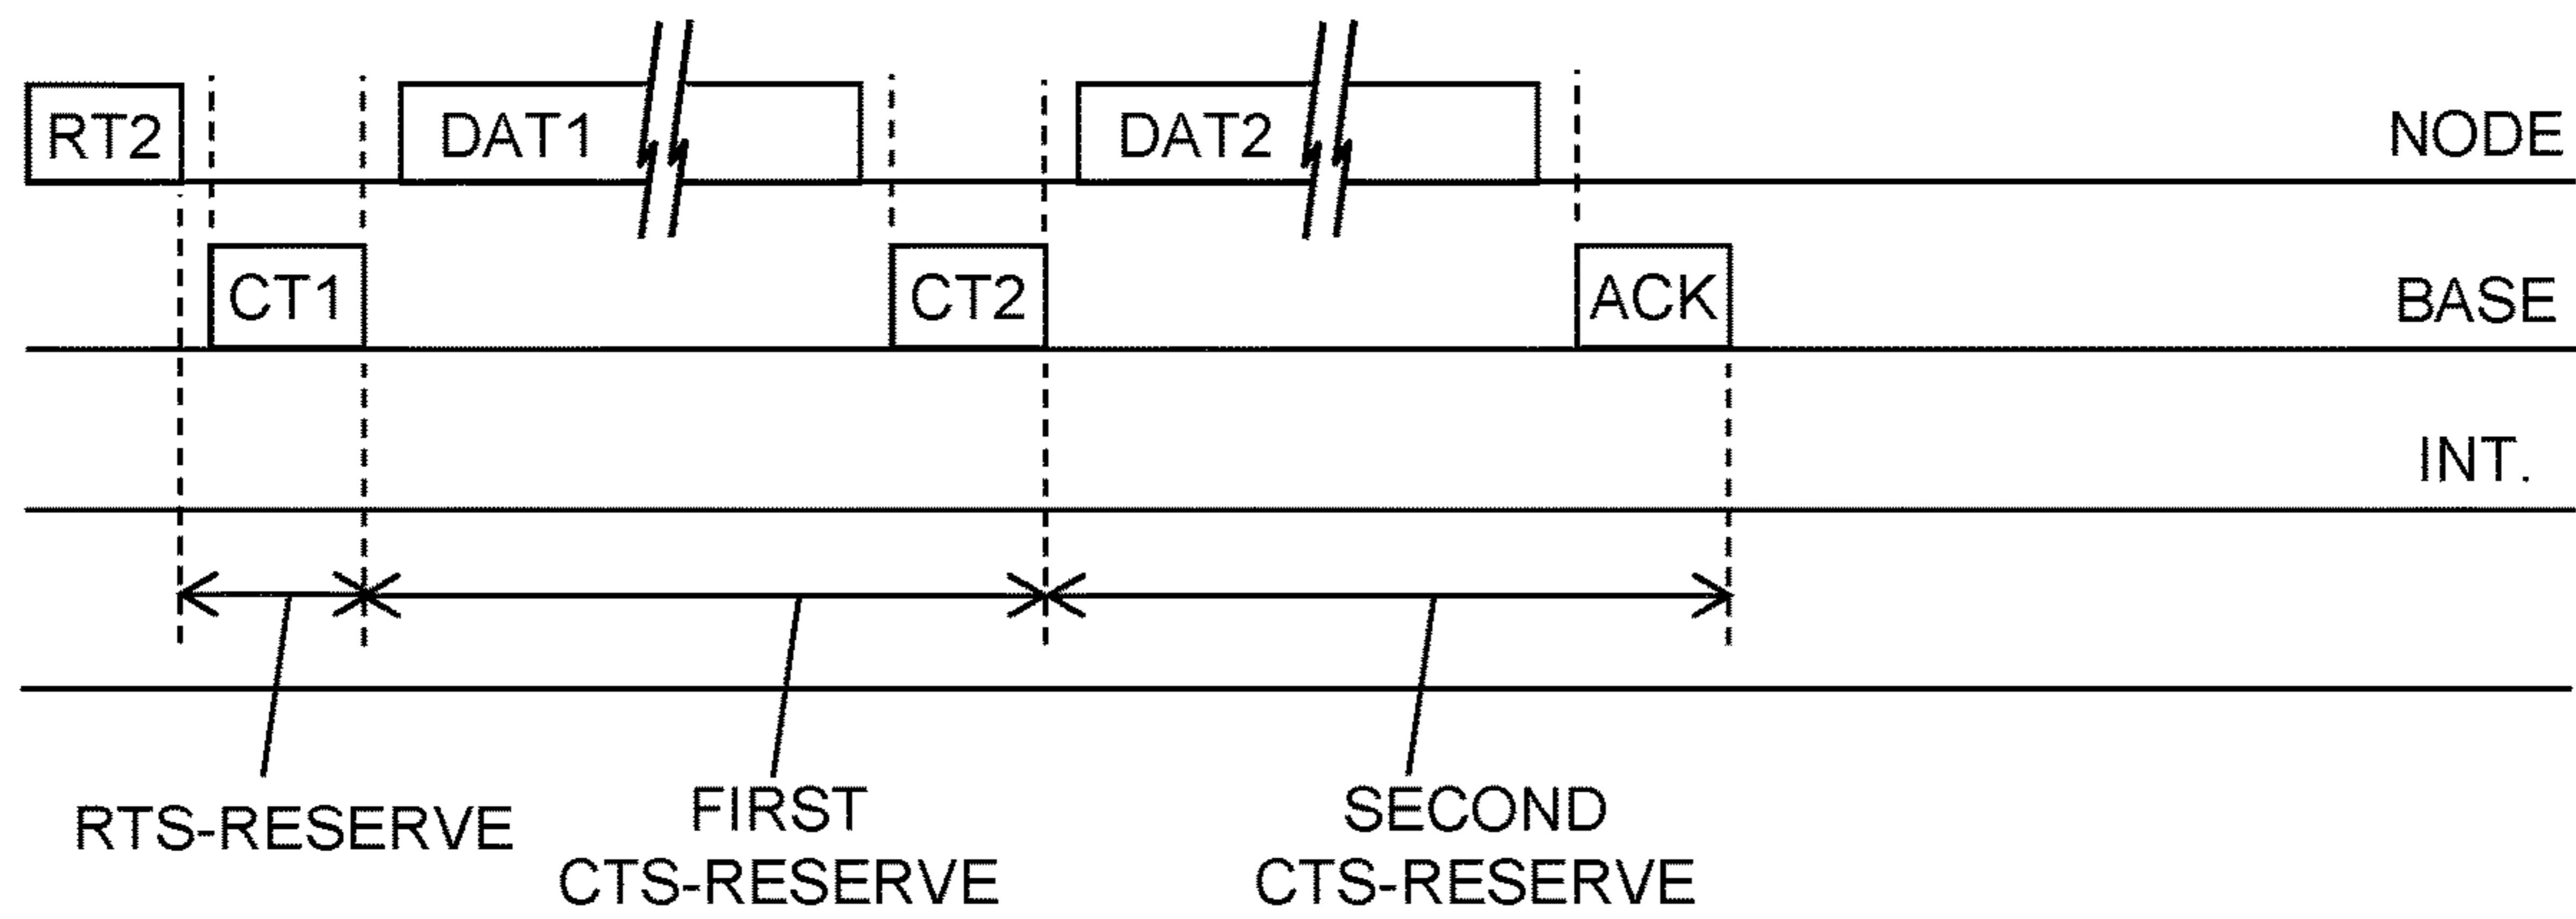 RT2
DAT1
DAT2
NODE
CT1
CT2
ACK
BASE
INT.
RTS-RESERVE
FIRST
CTS-RESERVE
SECOND
CTS-RESERVE